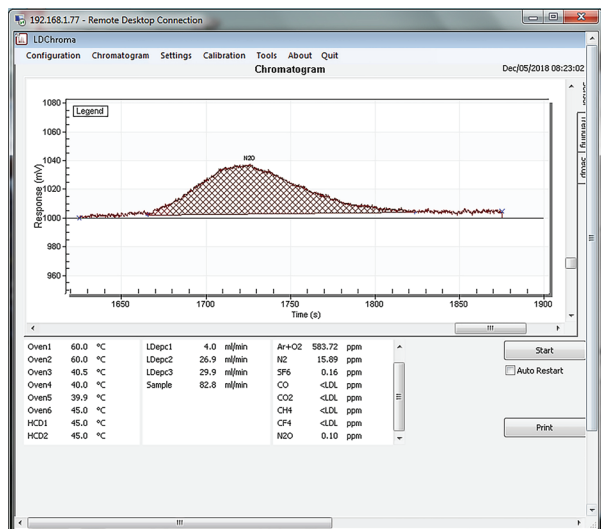 192.168.1.77 - Remote Desktop Connection
LDChroma
Configuration Chromatogram Settings Calibration Tools About Quit
Chromatogram Dec/05/2018 08:23:02
1080
Legend
1060
1040
1020
1000
980
960
Response (mV)
N2O
1650 1700 1750 1800 1850 1900
Time (s)
Trending
Setup
Oven1 60.0 °C LDepc1 4.0 ml/min Ar+O2 583.72 ppm
Oven2 60.0 °C LDepc2 26.9 ml/min N2 15.89 ppm
Oven3 40.5 °C LDepc3 29.9 ml/min SF6 0.16 ppm
Oven4 40.0 °C Sample 82.8 ml/min CO <LDL ppm
Oven5 39.9 °C CO2 <LDL ppm
Oven6 45.0 °C CH4 <LDL ppm
HCD1 45.0 °C CF4 <LDL ppm
HCD2 45.0 °C N2O 0.10 ppm
Start
Auto Restart
Print